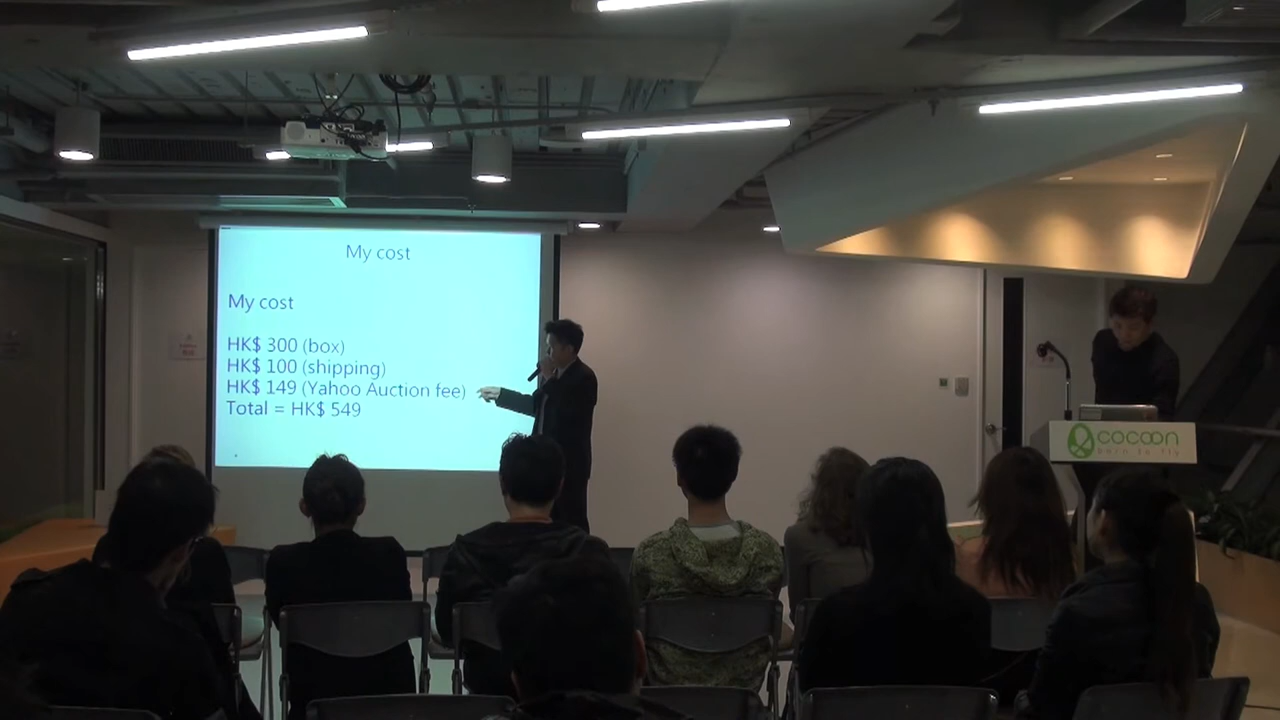 My cost
My cost
HK$ 300 (box)
HK$ 100 (shipping)
HK$ 149 (Yahoo Auction fee)
Total = HK$ 549
cocoon
born to fly